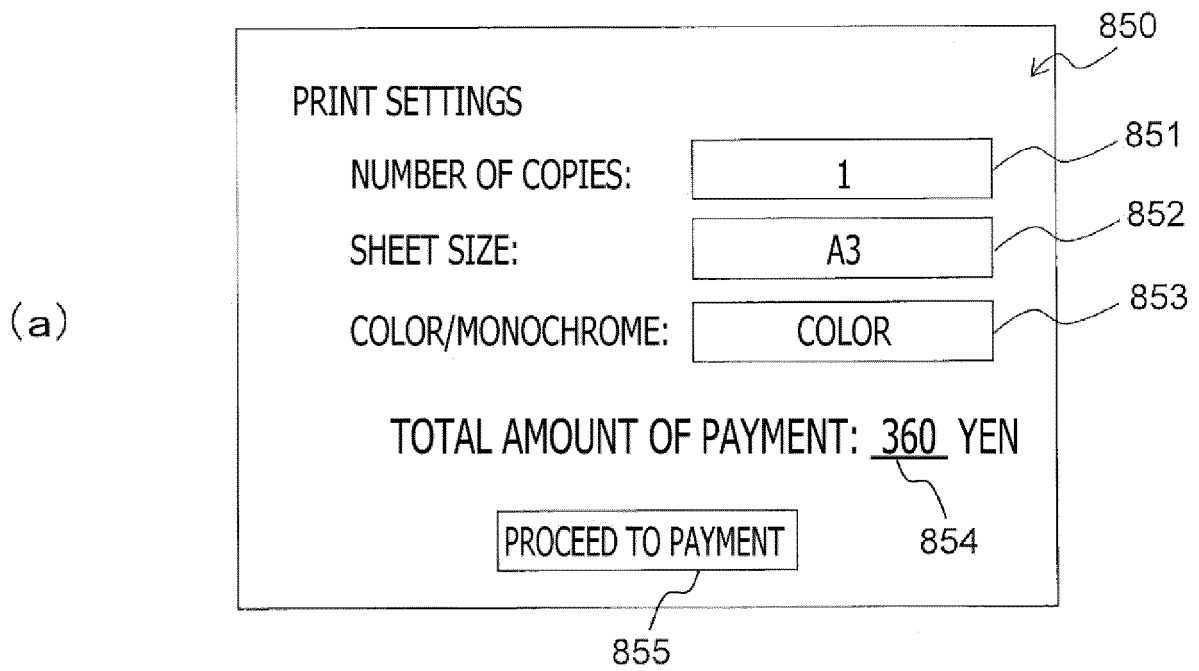 850
PRINT SETTINGS
NUMBER OF COPIES: 1 851
SHEET SIZE: A3 852
(a)
COLOR/MONOCHROME: COLOR 853
TOTAL AMOUNT OF PAYMENT: 360 YEN
854
PROCEED TO PAYMENT
855